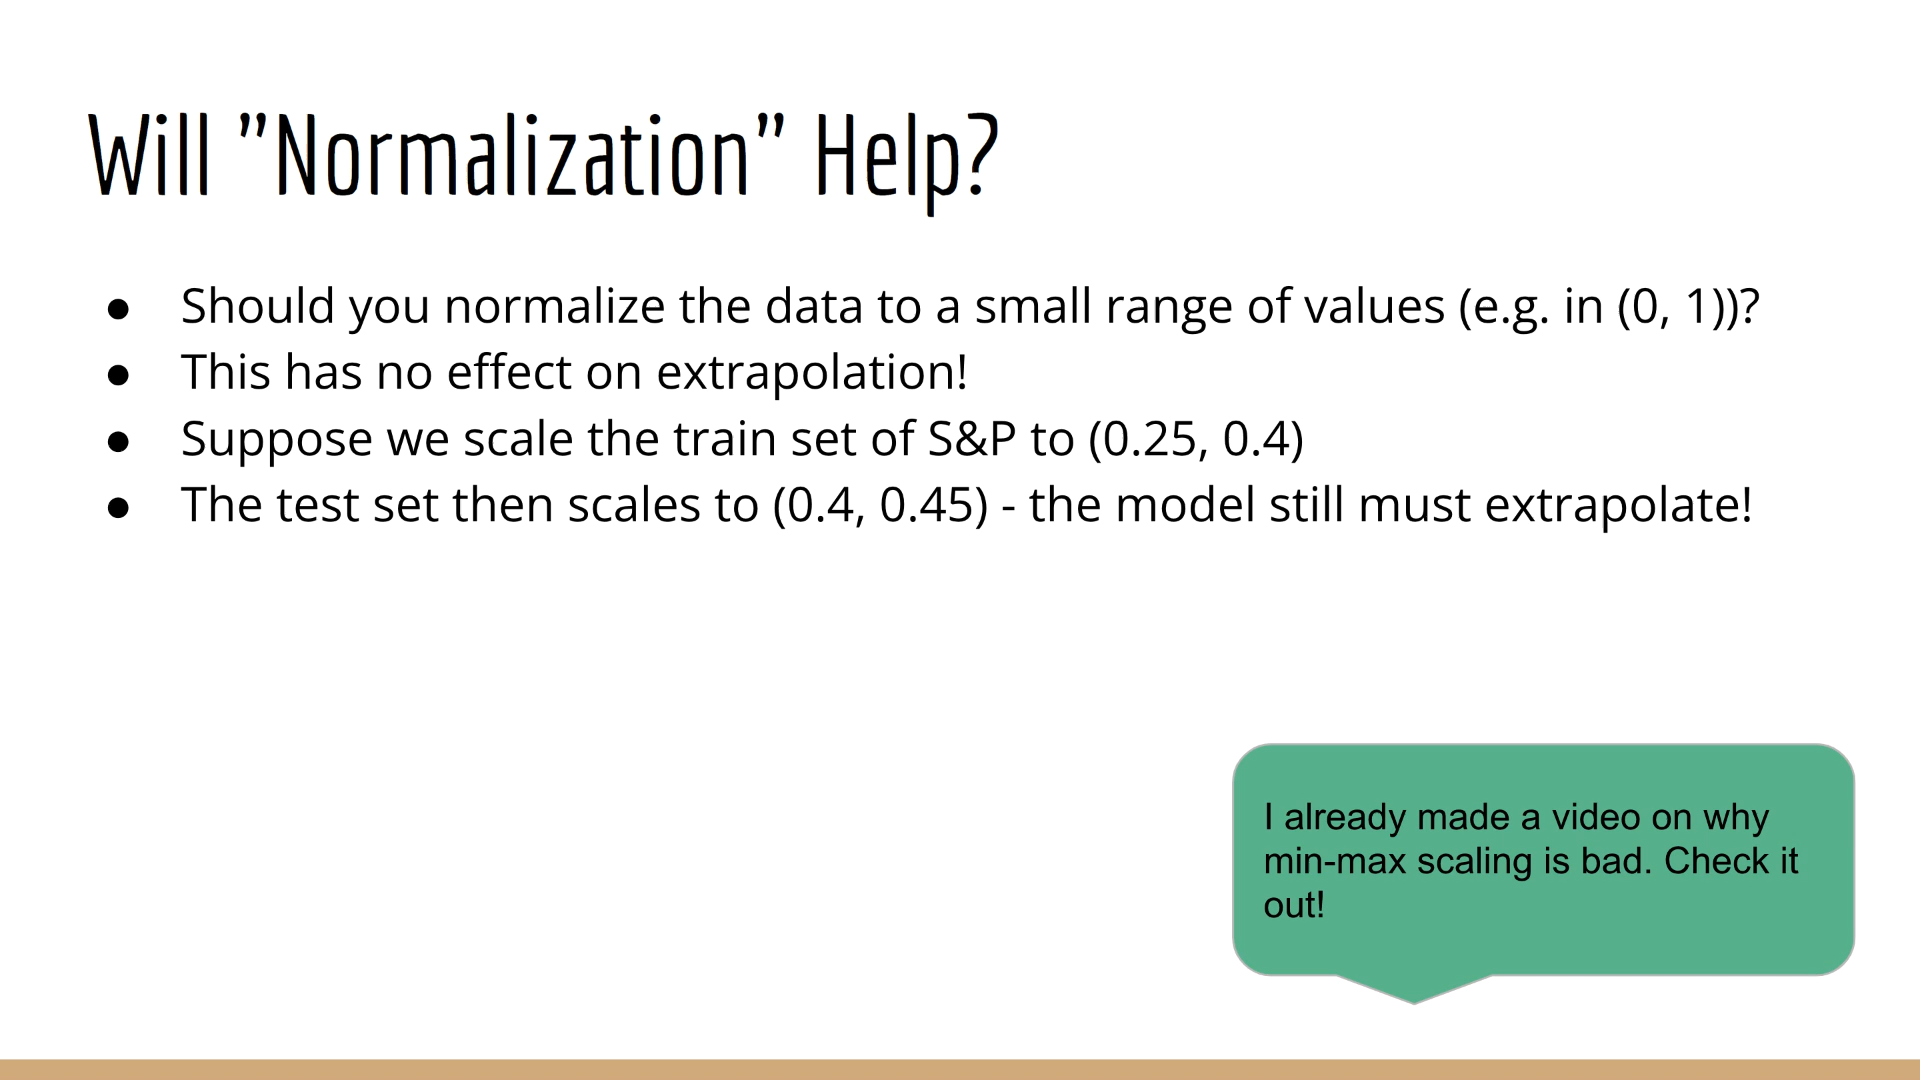 Will ”Normalization” Help?
● Should you normalize the data to a small range of values (e.g. in (0, 1))?
● This has no effect on extrapolation!
● Suppose we scale the train set of S&P to (0.25, 0.4)
● The test set then scales to (0.4, 0.45) - the model still must extrapolate!
I already made a video on why
min-max scaling is bad. Check it
out!